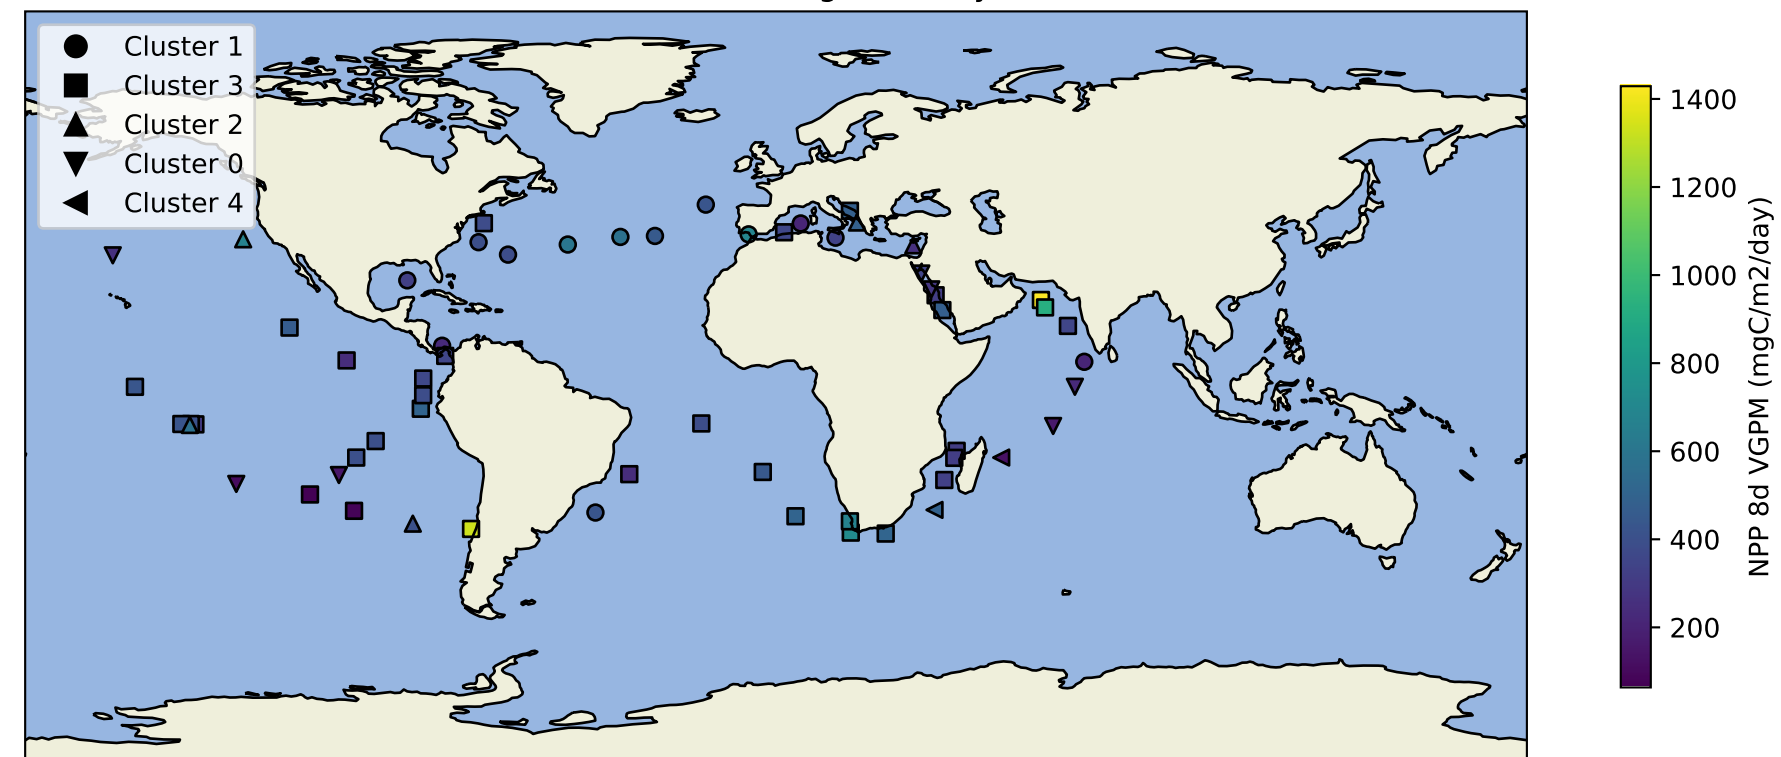 Cluster 1
Cluster 3
Cluster 2
Cluster 0
Cluster 4
1400
1200
1000
800
600
400
200
NPP 8d VGPM (mgC/m2/day)